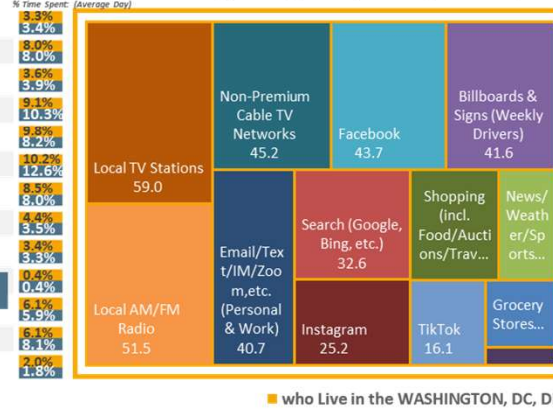 % Time Spent: (Average Day)
3.3%
3.4%
8.0%
8.0%
3.6%
3.9%
9.1%
10.3%
9.8%
8.2%
10.2%
12.6%
8.5%
8.0%
4.4%
3.5%
3.4%
3.3%
0.4%
0.4%
6.1%
5.9%
6.1%
8.1%
2.0%
1.8%
Local TV Stations
59.0
Local AM/FM
Radio
51.5
Non-Premium
Cable TV
Networks
45.2
Facebook
43.7
Billboards &
Signs (Weekly
Drivers)
41.6
Email/Tex
t/IM/Zoo
m,etc.
(Personal
& Work)
40.7
Search (Google,
Bing, etc.)
32.6
Instagram
25.2
Shopping
(incl.
Food/Aucti
ons/Trav...
News/
Weath
er/Sp
orts...
TikTok
16.1
Grocery
Stores...
who Live in the WASHINGTON, DC, D